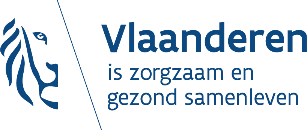 Vlaanderen
is zorgzaam en
gezond samenleven